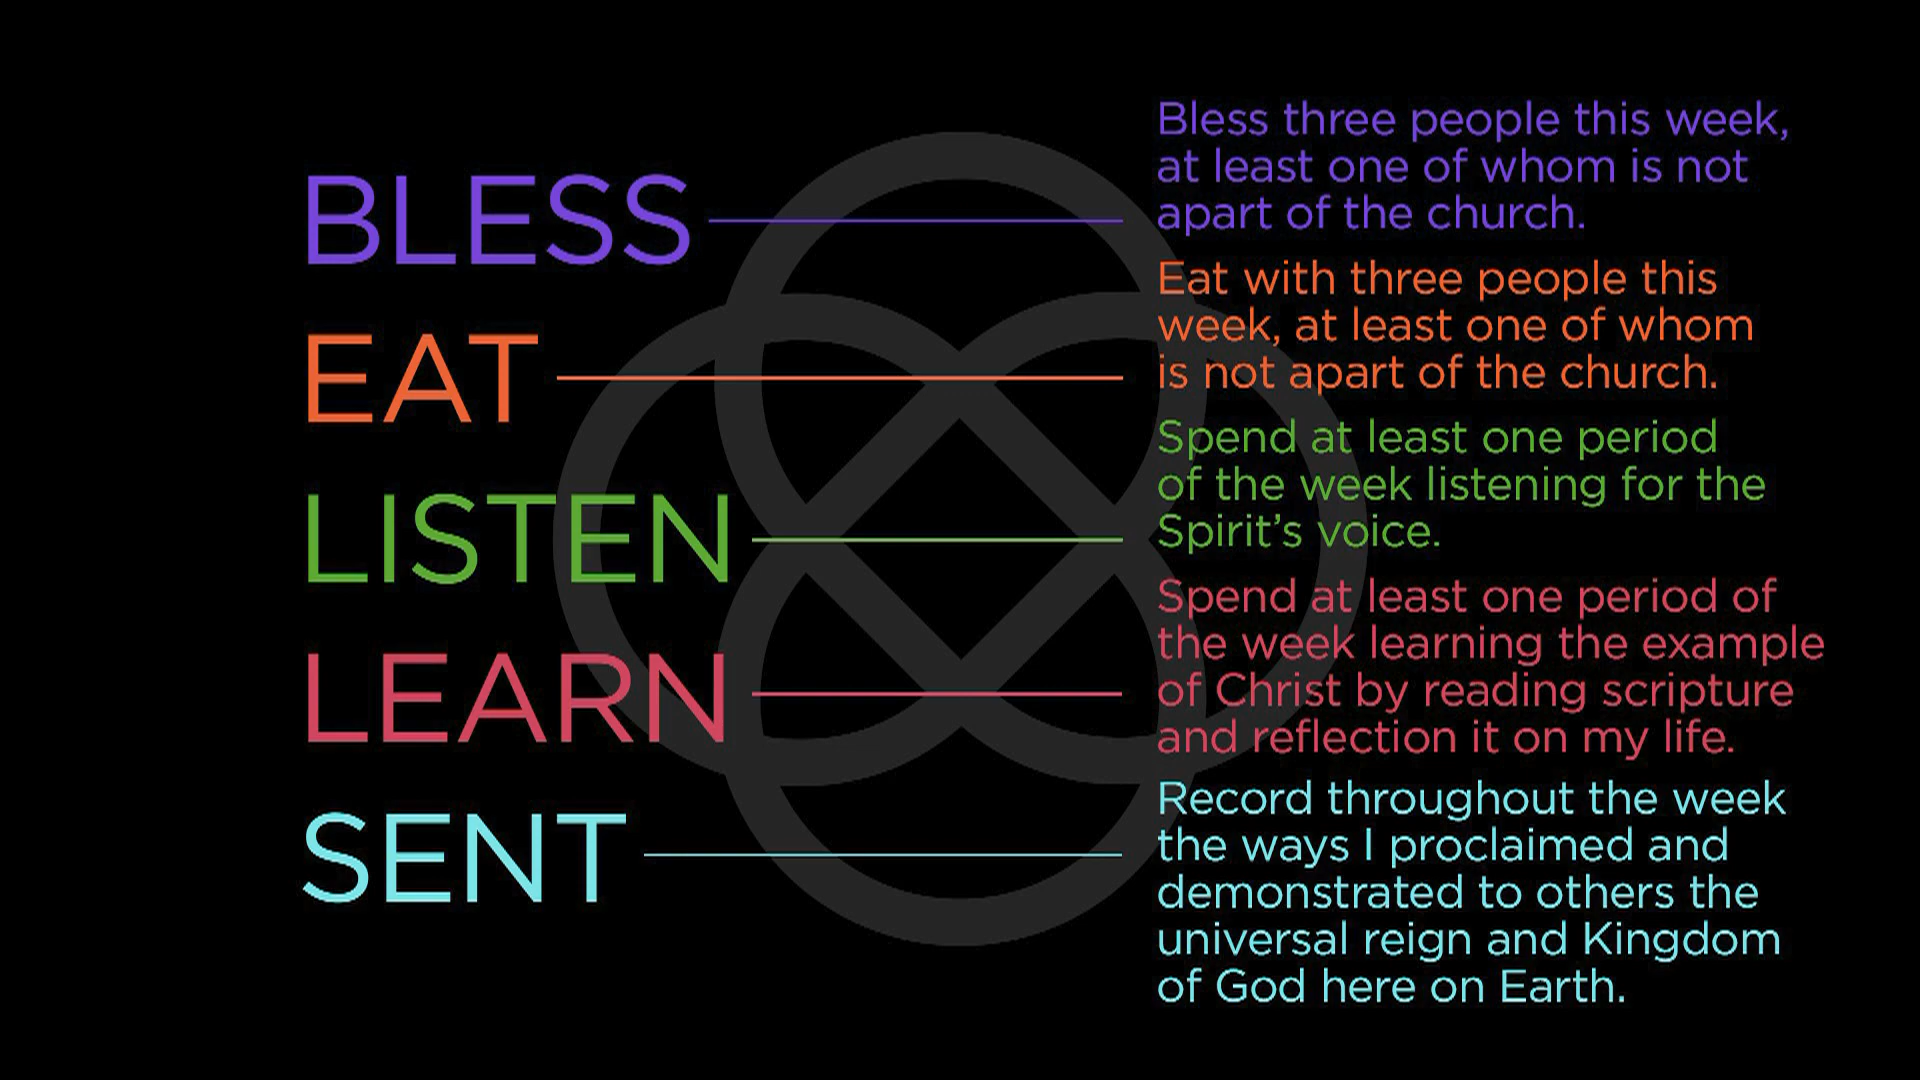 BLESS
Bless three people this week,
at least one of whom is not
apart of the church.
EAT
Eat with three people this
week, at least one of whom
is not apart of the church.
LISTEN
Spend at least one period
of the week listening for the
Spirit’s voice.
LEARN
Spend at least one period of
the week learning the example
of Christ by reading scripture
and reflection it on my life.
SENT
Record throughout the week
the ways I proclaimed and
demonstrated to others the
universal reign and Kingdom
of God here on Earth.